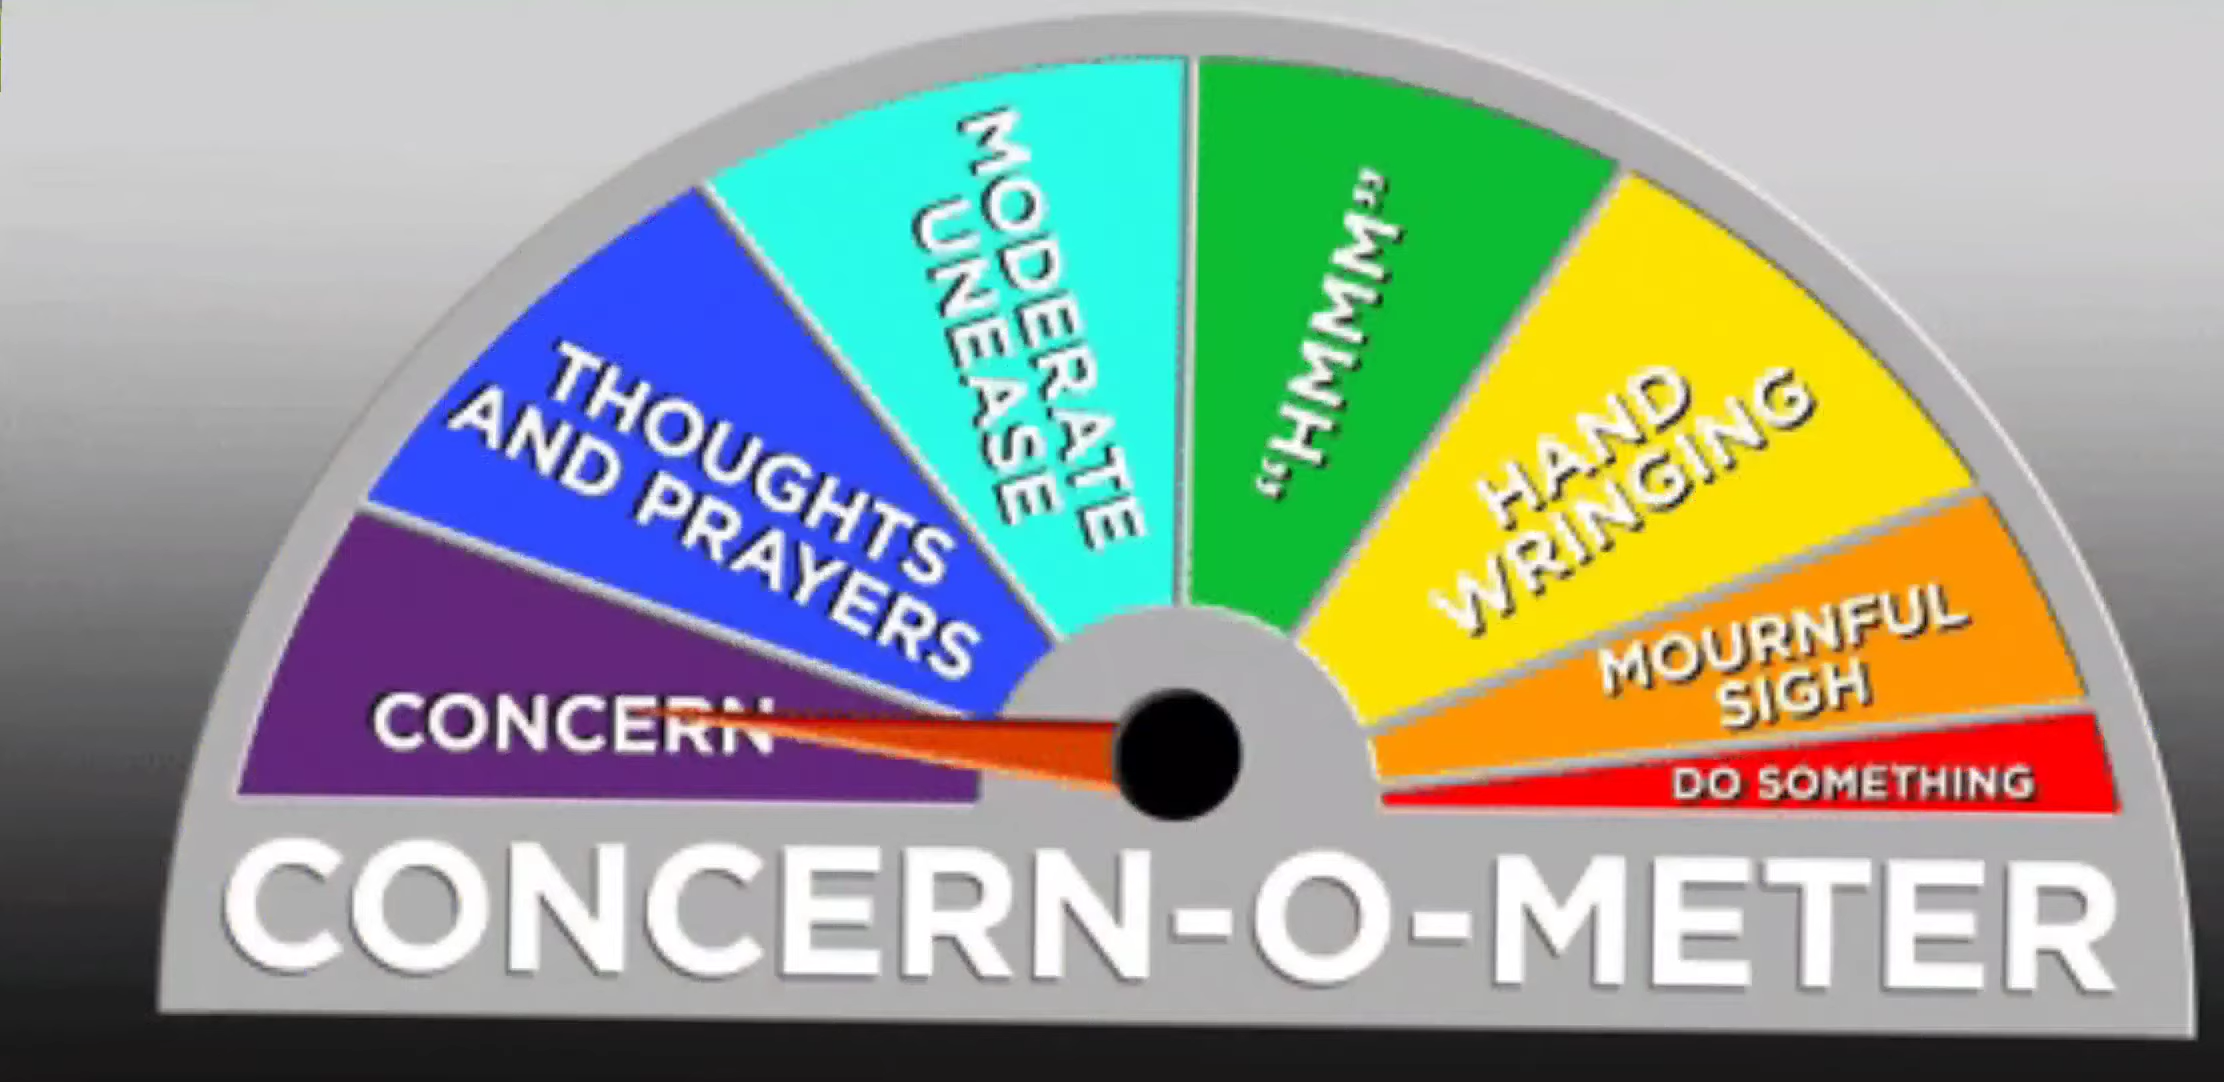 CONCERN
THOUGHTS
AND PRAYERS
MODERATE
UNEASE
“HMMM”
HAND
WRINGING
MOURNFUL
SIGH
DO SOMETHING
CONCERN-O-METER